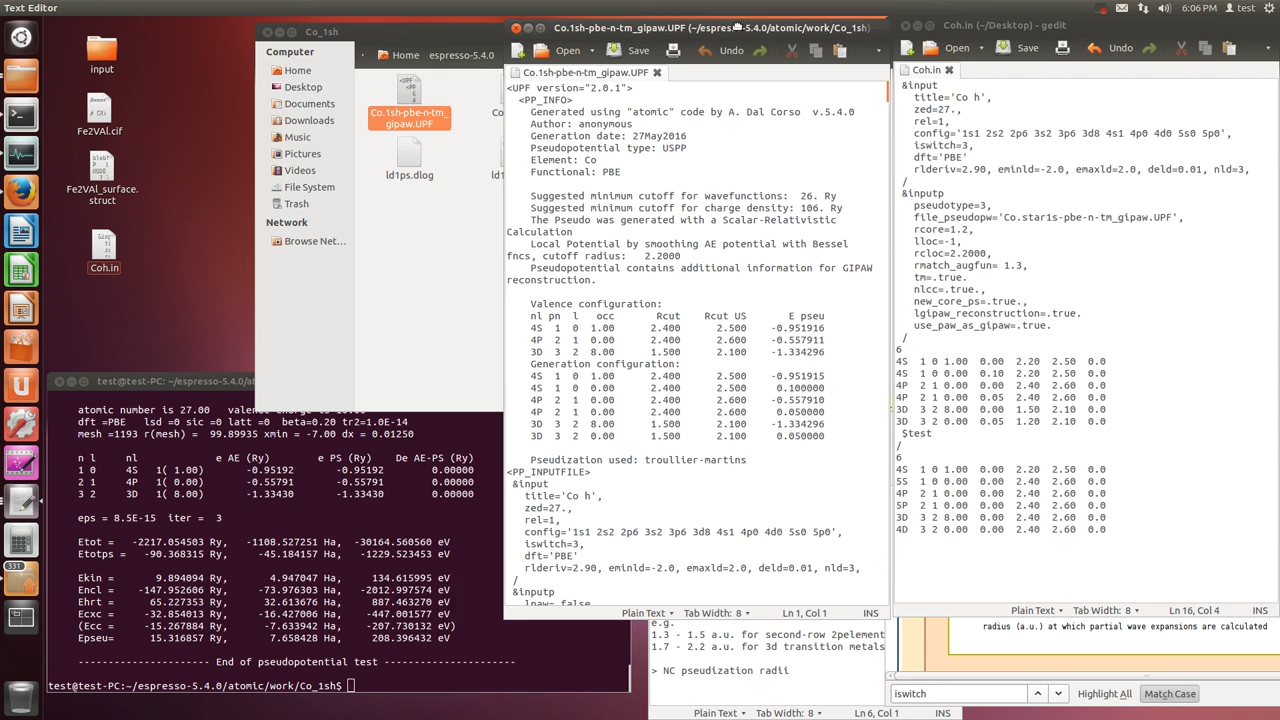 Text Editor
6:06 PM
test
input
Fe2VAl.cif
Fe2VAl_surface.
struct
Coh.in
331
Co_1sh
Computer
Home
Desktop
Documents
Downloads
Music
Pictures
Videos
File System
Trash
Network
Browse Net...
Home
espresso-5.4.0
Co.1sh-pbe-n-tm_
gipaw.UPF
ld1ps.dlog
Co.1sh-pbe-n-tm_gipaw.UPF (~/espresso-5.4.0/atomic/work/Co_1sh)
Open
Save
Undo
Co.1sh-pbe-n-tm_gipaw.UPF
<UPF version="2.0.1">
<PP_INFO>
Generated using "atomic" code by A. Dal Corso  v.5.4.0
Author: anonymous
Generation date: 27May2016
Pseudopotential type: USPP
Element: Co
Functional: PBE
Suggested minimum cutoff for wavefunctions:  26. Ry
Suggested minimum cutoff for charge density: 106. Ry
The Pseudo was generated with a Scalar-Relativistic
Calculation
Local Potential by smoothing AE potential with Bessel
fncs, cutoff radius:   2.2000
Pseudopotential contains additional information for GIPAW
reconstruction.
Valence configuration:
nl pn  l   occ       Rcut    Rcut US       E pseu
4S  1  0  1.00      2.400      2.500    -0.951916
4P  2  1  0.00      2.400      2.600    -0.557911
3D  3  2  8.00      1.500      2.100    -1.334296
Generation configuration:
4S  1  0  1.00      2.400      2.500    -0.951915
4S  1  0  0.00      2.400      2.500     0.100000
4P  2  1  0.00      2.400      2.600    -0.557910
4P  2  1  0.00      2.400      2.600     0.050000
3D  3  2  8.00      1.500      2.100    -1.334296
3D  3  2  0.00      1.500      2.100     0.050000
Pseudization used: troullier-martins
<PP_INPUTFILE>
&input
title='Co h',
zed=27.,
rel=1,
config='1s1 2s2 2p6 3s2 3p6 3d8 4s1 4p0 4d0 5s0 5p0',
iswitch=3,
dft='PBE'
rlderiv=2.90, eminld=-2.0, emaxld=2.0, deld=0.01, nld=3,
/
&inputp
Plain Text
Tab Width: 8
Ln 1, Col 1
INS
Coh.in (~/Desktop) - gedit
Open
Save
Undo
Coh.in
&input
title='Co h',
zed=27.,
rel=1,
config='1s1 2s2 2p6 3s2 3p6 3d8 4s1 4p0 4d0 5s0 5p0',
iswitch=3,
dft='PBE'
rlderiv=2.90, eminld=-2.0, emaxld=2.0, deld=0.01, nld=3,
/
&inputp
pseudotype=3,
file_pseudopw='Co.star1s-pbe-n-tm_gipaw.UPF',
rcore=1.2,
lloc=-1,
rcloc=2.2000,
rmatch_augfun= 1.3,
tm=.true.
nlcc=.true.
new_core_ps=.true.,
lgipaw_reconstruction=.true.
use_paw_as_gipaw=.true.
/
6
4S  1 0 1.00  0.00  2.20  2.50  0.0
4S  1 0 0.00  0.10  2.20  2.50  0.0
4P  2 1 0.00  0.00  2.40  2.60  0.0
4P  2 1 0.00  0.05  2.40  2.60  0.0
3D  3 2 8.00  0.00  1.50  2.10  0.0
3D  3 2 0.00  0.05  1.20  2.10  0.0
$test
/
6
4S  1 0 1.00  0.00  2.20  2.50  0.0
5S  1 0 0.00  0.00  2.20  2.50  0.0
4P  2 1 0.00  0.00  2.40  2.60  0.0
5P  2 1 0.00  0.00  2.40  2.60  0.0
3D  3 2 8.00  0.00  2.40  2.60  0.0
4D  3 2 0.00  0.00  2.40  2.60  0.0
Plain Text
Tab Width: 8
Ln 16, Col 4
INS
test@test-PC: ~/espresso-5.4.0/at
atomic number is 27.00   valence
dft =PBE   lsd =0 sic =0 latt =0  beta=0.20 tr2=1.0E-14
mesh =1193 r(mesh) =  99.89935 xmin = -7.00 dx = 0.01250
n l     nl             e AE (Ry)        e PS (Ry)    De AE-PS (Ry)
1 0     4S   1( 1.00)       -0.95192       -0.95192        0.00000
2 1     4P   1( 0.00)       -0.55791       -0.55791        0.00000
3 2     3D   1( 8.00)       -1.33430       -1.33430        0.00000
eps = 8.5E-15  iter =  3
Etot =   -2217.054503 Ry,   -1108.527251 Ha,  -30164.560560 eV
Etotps =   -90.368315 Ry,     -45.184157 Ha,   -1229.523453 eV
Ekin =       9.894094 Ry,       4.947047 Ha,     134.615995 eV
Encl =    -147.952606 Ry,     -73.976303 Ha,   -2012.997574 eV
Ehrt =      65.227353 Ry,      32.613676 Ha,     887.463270 eV
Ecxc =     -32.854013 Ry,     -16.427006 Ha,    -447.001577 eV
(Ecc =     -15.267884 Ry,      -7.633942 Ha,    -207.730132 eV)
Epseu=      15.316857 Ry,       7.658428 Ha,     208.396432 eV
---------------------- End of pseudopotential test ----------------------
test@test-PC:~/espresso-5.4.0/atomic/work/Co_1sh$
e.g.
1.3 - 1.5 a.u. for second-row 2pelement
1.7 - 2.2 a.u. for 3d transition metals
> NC pseudization radii
Plain Text
Tab Width: 8
Ln 6, Col 1
INS
radius (a.u.) at which partial wave expansions are calculated
iswitch
Highlight All
Match Case